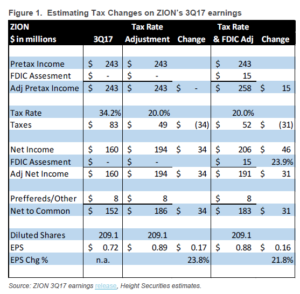 Figure 1. Estimating Tax Changes on ZION's 3Q17 earnings
ZION Tax Rate Tax Rate
$ in millions 3Q17 Adjustment Change & FDIC Adj Change
Pretax Income $ 243 $ 243 $ 243
FDIC Assesment $ - $ - $ 15
Adj Pretax Income $ 243 $ 243 $ - $ 258 $ 15
Tax Rate 34.2% 20.0% 20.0%
Taxes $ 83 $ 49 $ (34) $ 52 $ (31)
Net Income $ 160 $ 194 $ 34 $ 206 $ 46
FDIC Assesment $ - $ - $ 15 23.9%
Adj Net Income $ 160 $ 194 $ 34 $ 191 $ 31
Preffereds/Other $ 8 $ 8 $ 8
Net to Common $ 152 $ 186 $ 34 $ 183 $ 31
Diluted Shares 209.1 209.1 209.1
EPS $ 0.72 $ 0.89 $ 0.17 $ 0.88 $ 0.16
EPS Chg % n.a. 23.8% 21.8%
Source: ZION 3Q17 earnings release, Height Securities estimates.